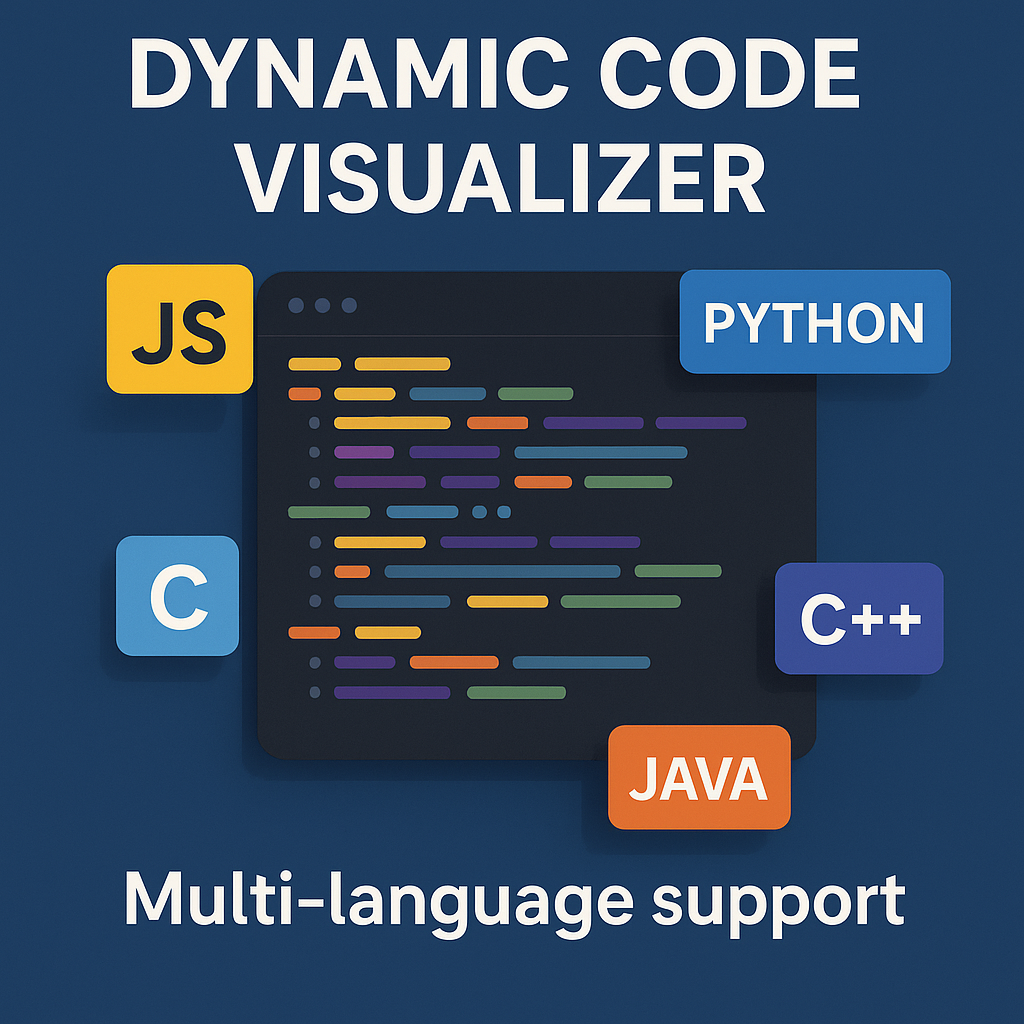 DYNAMIC CODE
VISUALIZER
JS
PYTHON
C
C++
JAVA
Multi-language support